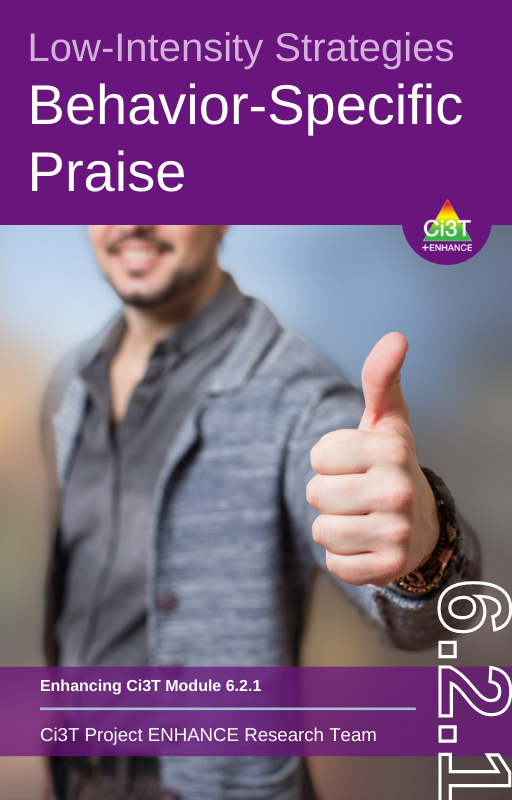 Low-Intensity Strategies
Behavior-Specific
Praise
Ci3T
+ENHANCE
Enhancing Ci3T Module 6.2.1
Ci3T Project ENHANCE Research Team
6.2.1